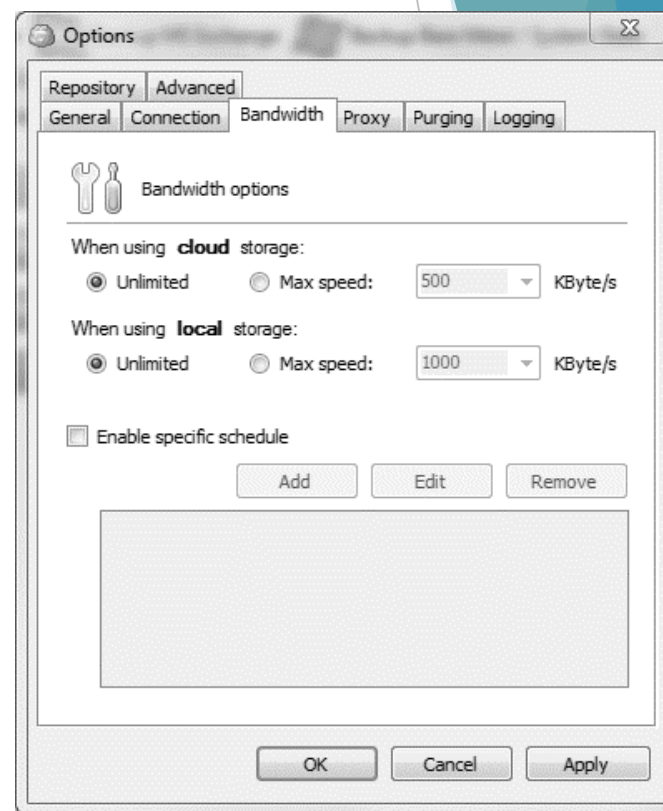 Options
Repository Advanced
General Connection Bandwidth Proxy Purging Logging
Bandwidth options
When using cloud storage:
Unlimited Max speed: 500 KByte/s
When using local storage:
Unlimited Max speed: 1000 KByte/s
Enable specific schedule
Add Edit Remove
OK Cancel Apply